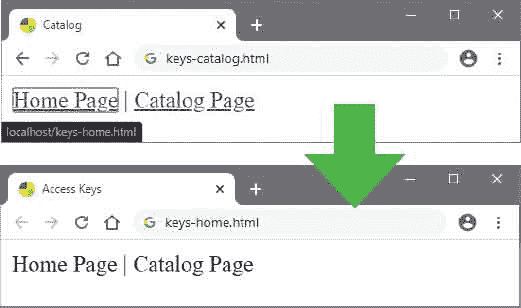 Catalog
keys-catalog.html
Home Page | Catalog Page
localhost/keys-home.html
Access Keys
keys-home.html
Home Page | Catalog Page